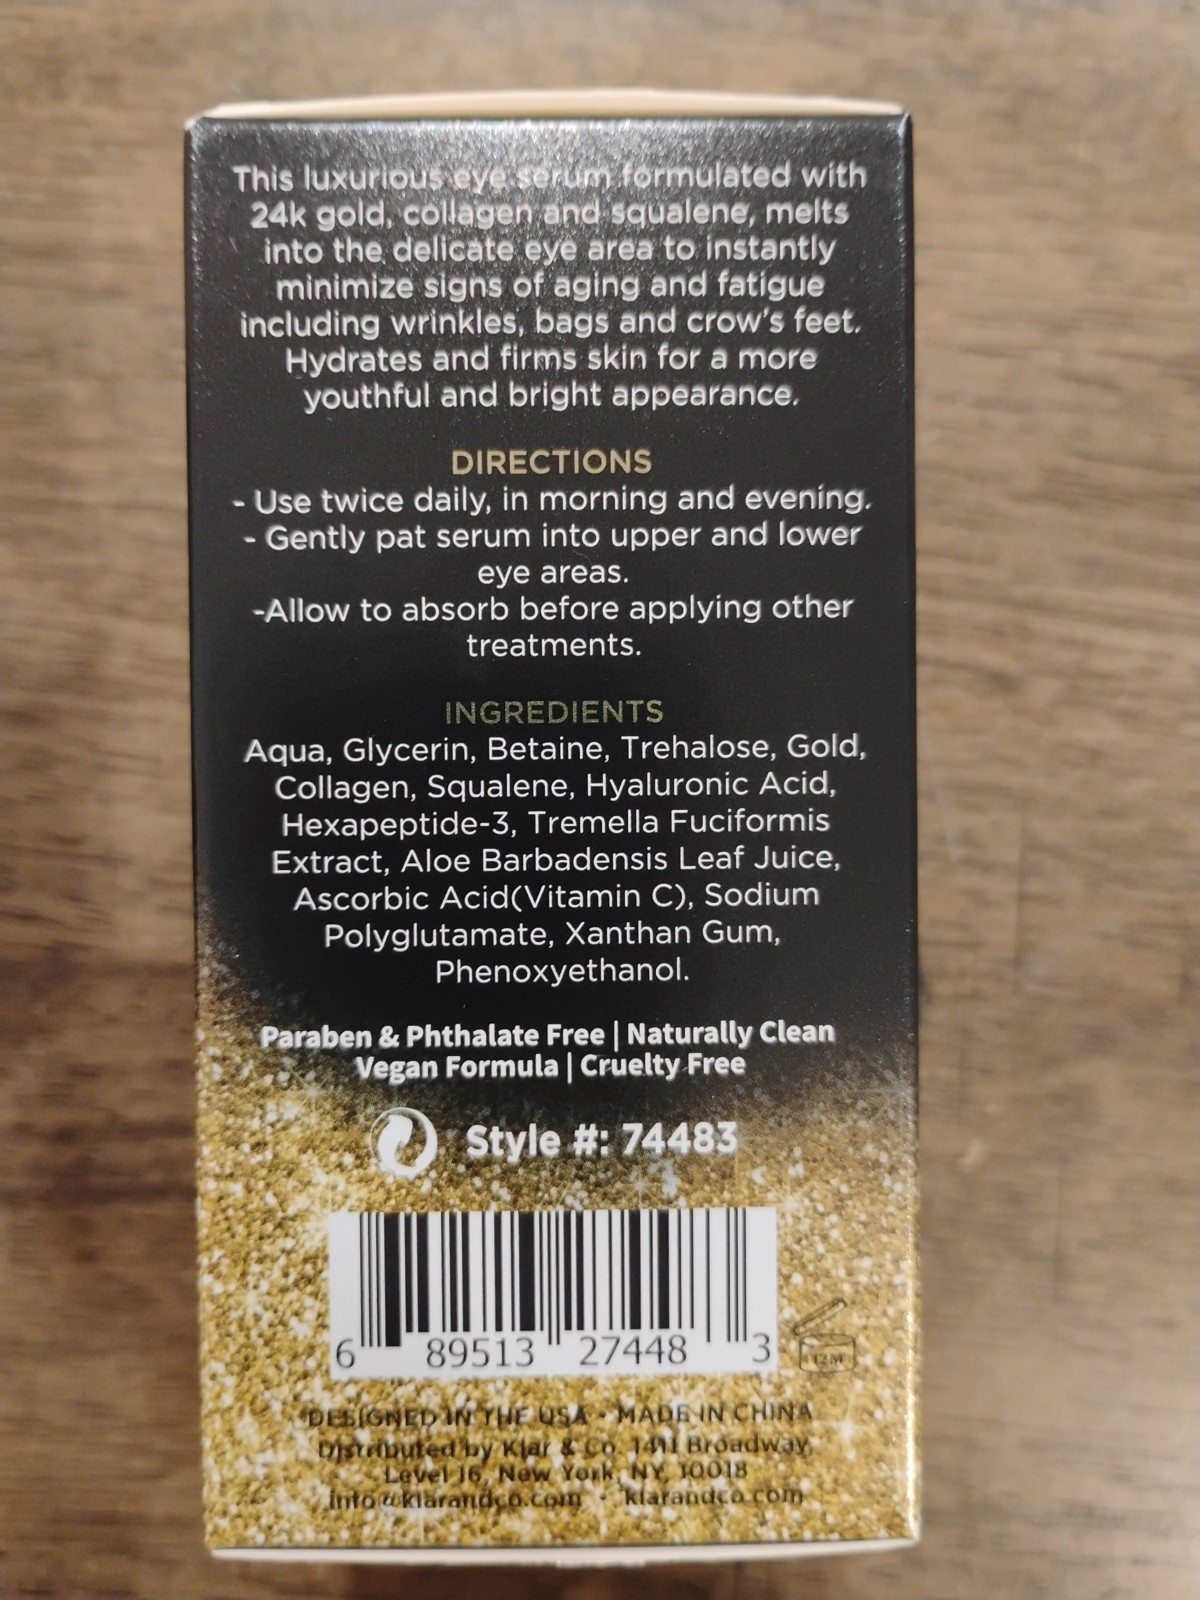 This luxurious eye serum formulated with
24k gold, collagen and squalene, melts
into the delicate eye area to instantly
minimize signs of aging and fatigue
including wrinkles, bags and crow's feet.
Hydrates and firms skin for a more
youthful and bright appearance.
DIRECTIONS
- Use twice daily, in morning and evening.
- Gently pat serum into upper and lower
eye areas.
-Allow to absorb before applying other
treatments.
INGREDIENTS
Aqua, Glycerin, Betaine, Trehalose, Gold,
Collagen, Squalene, Hyaluronic Acid,
Hexapeptide-3, Tremella Fuciformis
Extract, Aloe Barbadensis Leaf Juice,
Ascorbic Acid(Vitamin C), Sodium
Polyglutamate, Xanthan Gum,
Phenoxyethanol.
Paraben & Phthalate Free | Naturally Clean
Vegan Formula | Cruelty Free
Style #: 74483
6 89513 27448 3
12M
DESIGNED IN THE USA • MADE IN CHINA
Distributed by Klar & Co. 1411 Broadway,
Level 16, New York, NY, 10018
info@klarandco.com • klarandco.com